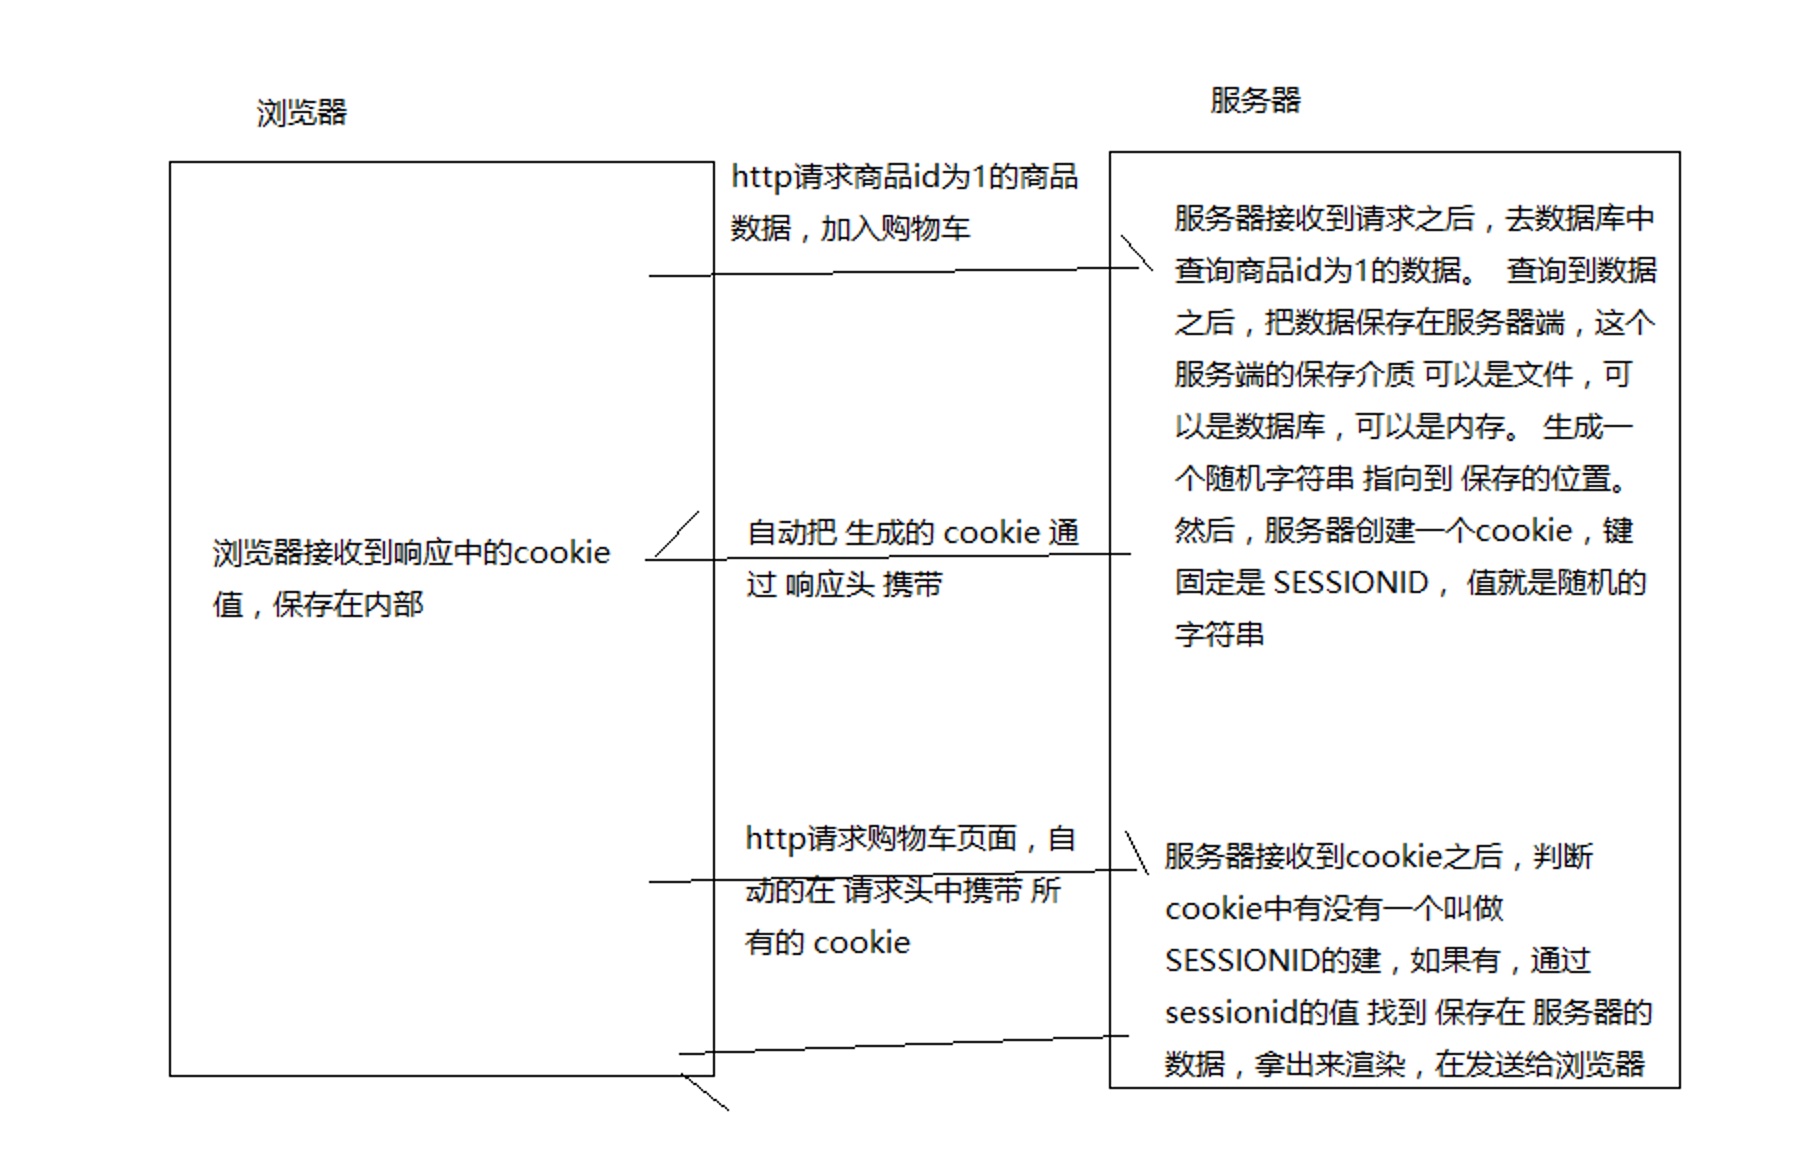 浏览器
服务器
http请求商品id为1的商品
数据，加入购物车
服务器接收到请求之后，去数据库中
查询商品id为1的数据。 查询到数据
之后，把数据保存在服务器端，这个
服务端的保存介质 可以是文件，可
以是数据库，可以是内存。 生成一
个随机字符串 指向到 保存的位置。
然后，服务器创建一个cookie，键
固定是 SESSIONID， 值就是随机的
字符串
自动把 生成的 cookie 通
过 响应头 携带
浏览器接收到响应中的cookie
值，保存在内部
http请求购物车页面，自
动的在 请求头中携带 所
有的 cookie
服务器接收到cookie之后，判断
cookie中有没有一个叫做
SESSIONID的建，如果有，通过
sessionid的值 找到 保存在 服务器的
数据，拿出来渲染，在发送给浏览器